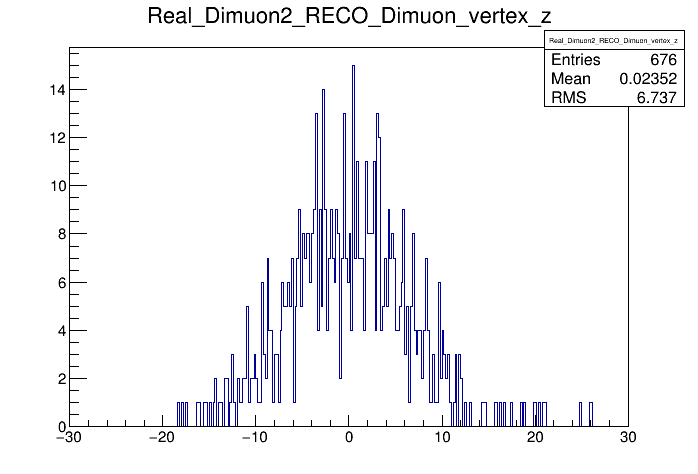 Real_Dimuon2_RECO_Dimuon_vertex_z
Real_Dimuon2_RECO_Dimuon_vertex_z
Entries 676
Mean 0.02352
RMS 6.737
14
12
10
8
6
4
2
0
−30 −20 −10 0 10 20 30